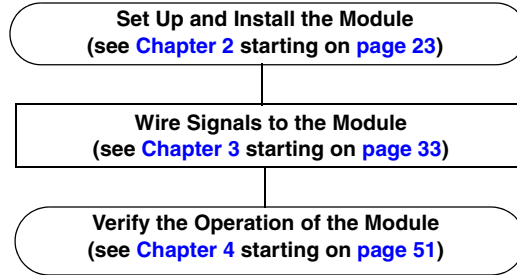 Set Up and Install the Module
(see Chapter 2 starting on page 23)
Wire Signals to the Module
(see Chapter 3 starting on page 33)
Verify the Operation of the Module
(see Chapter 4 starting on page 51)